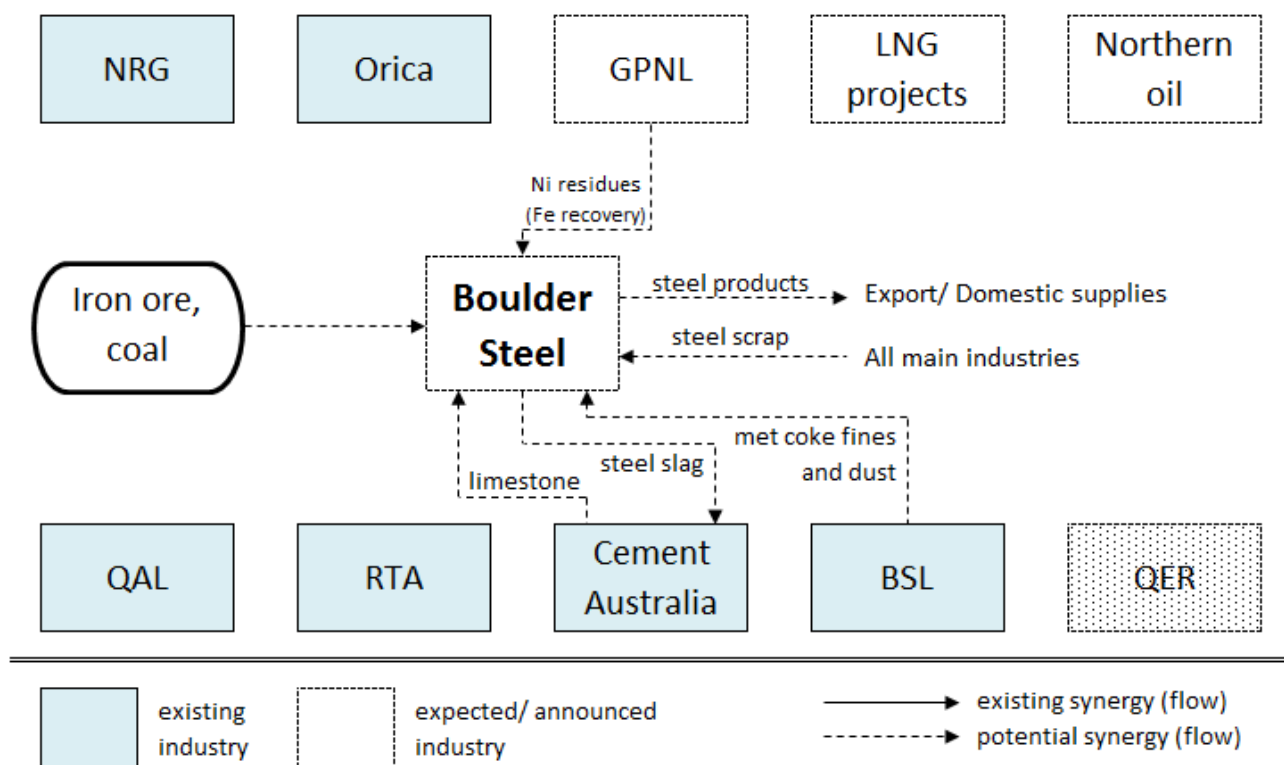 NRG
Orica
GPNL
LNG
projects
Northern
oil
Ni residues
(Fe recovery)
Iron ore,
coal
Boulder
Steel
steel products
Export/ Domestic supplies
steel scrap
All main industries
met coke fines
and dust
steel slag
limestone
QAL
RTA
Cement
Australia
BSL
QER
existing
industry
expected/ announced
industry
existing synergy (flow)
potential synergy (flow)